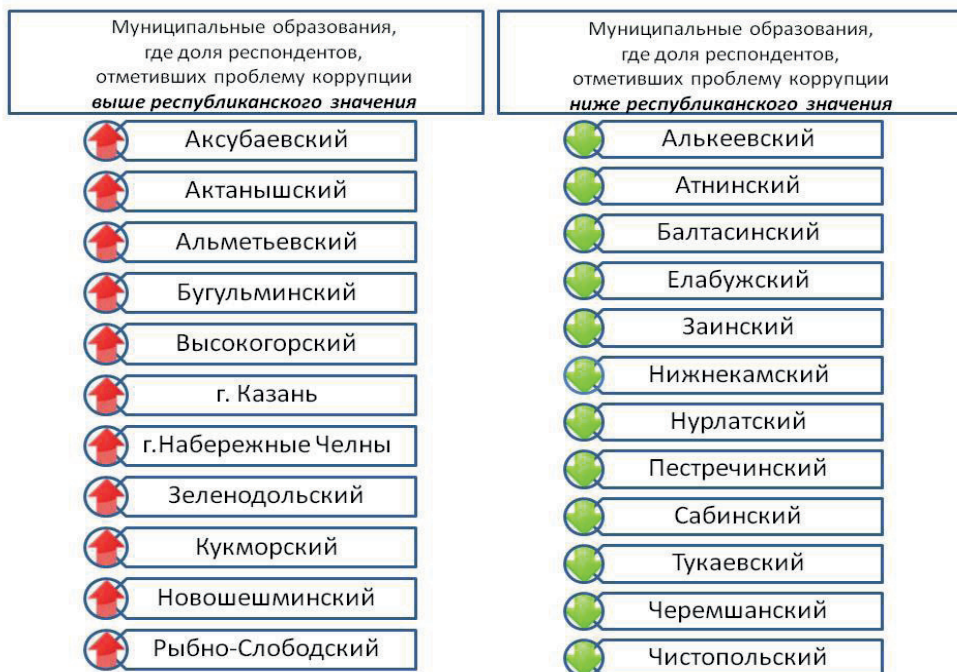 Муниципальные образования,
где доля респондентов,
отметивших проблему коррупции
выше республиканского значения
Аксубаевский
Актанышский
Альметьевский
Бугульминский
Высокогорский
г. Казань
г.Набережные Челны
Зеленодольский
Кукморский
Новошешминский
Рыбно-Слободский
Муниципальные образования,
где доля респондентов,
отметивших проблему коррупции
ниже республиканского значения
Алькеевский
Атнинский
Балтасинский
Елабужский
Заинский
Нижнекамский
Нурлатский
Пестречинский
Сабинский
Тукаевский
Черемшанский
Чистопольский